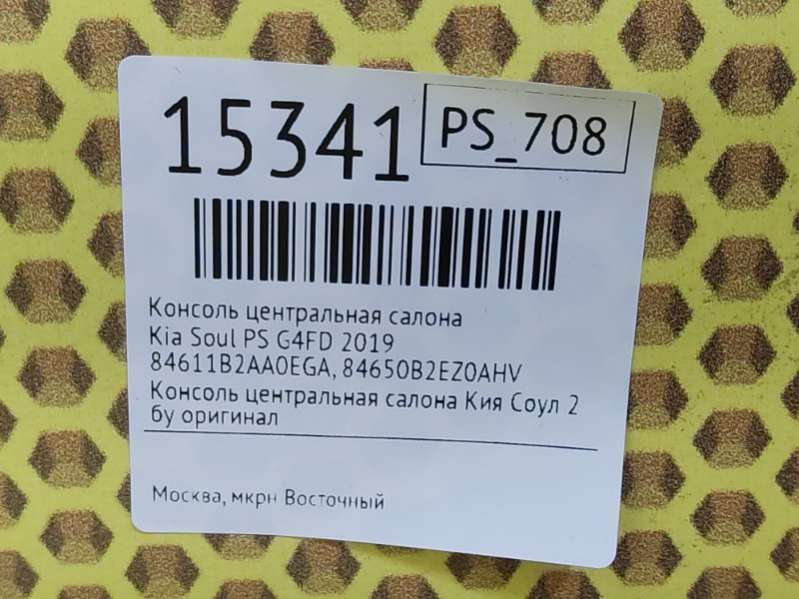 15341
PS_708
Консоль центральная салона
Kia Soul PS G4FD 2019
84611B2AA0EGA, 84650B2EZ0AHV
Консоль центральная салона Кия Соул 2
бу оригинал
Москва, мкрн Восточный